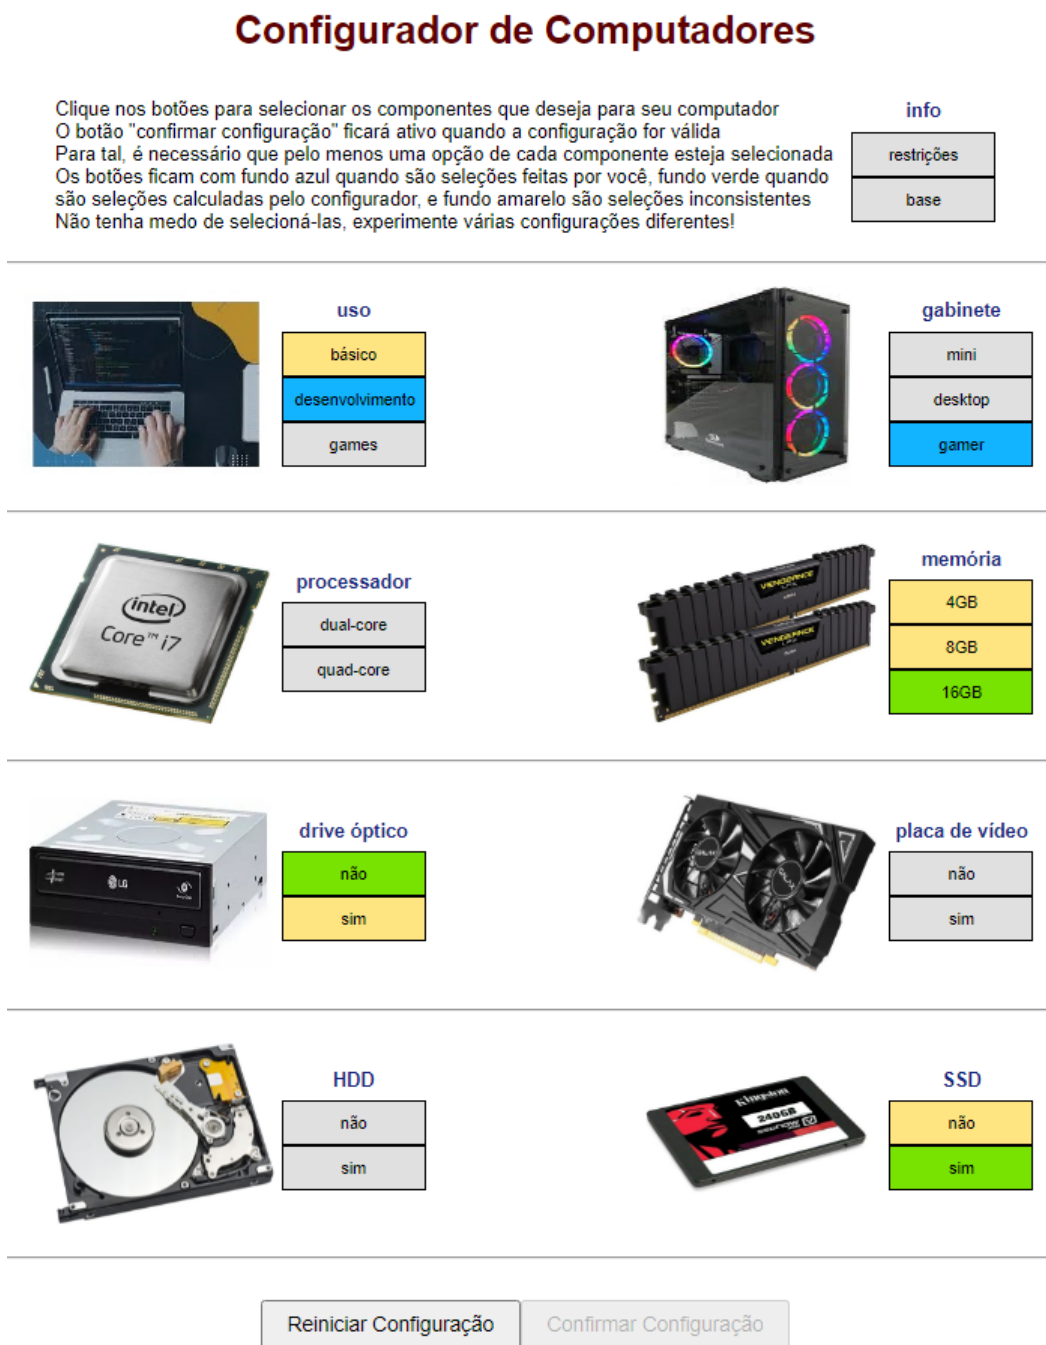 Configurador de Computadores
Clique nos botões para selecionar os componentes que deseja para seu computador
O botão "confirmar configuração" ficará ativo quando a configuração for válida
Para tal, é necessário que pelo menos uma opção de cada componente esteja selecionada
Os botões ficam com fundo azul quando são seleções feitas por você, fundo verde quando
são seleções calculadas pelo configurador, e fundo amarelo são seleções inconsistentes
Não tenha medo de selecioná-las, experimente várias configurações diferentes!
info
restrições
base
uso
básico
desenvolvimento
games
gabinete
mini
desktop
gamer
intel
Core™ i7
processador
dual-core
quad-core
VENGEANCE
VENGEANCE
memória
4GB
8GB
16GB
LG
drive óptico
não
sim
GALAX
placa de vídeo
não
sim
HDD
não
sim
Kingston
240GB
SSD
não
sim
Reiniciar Configuração
Confirmar Configuração